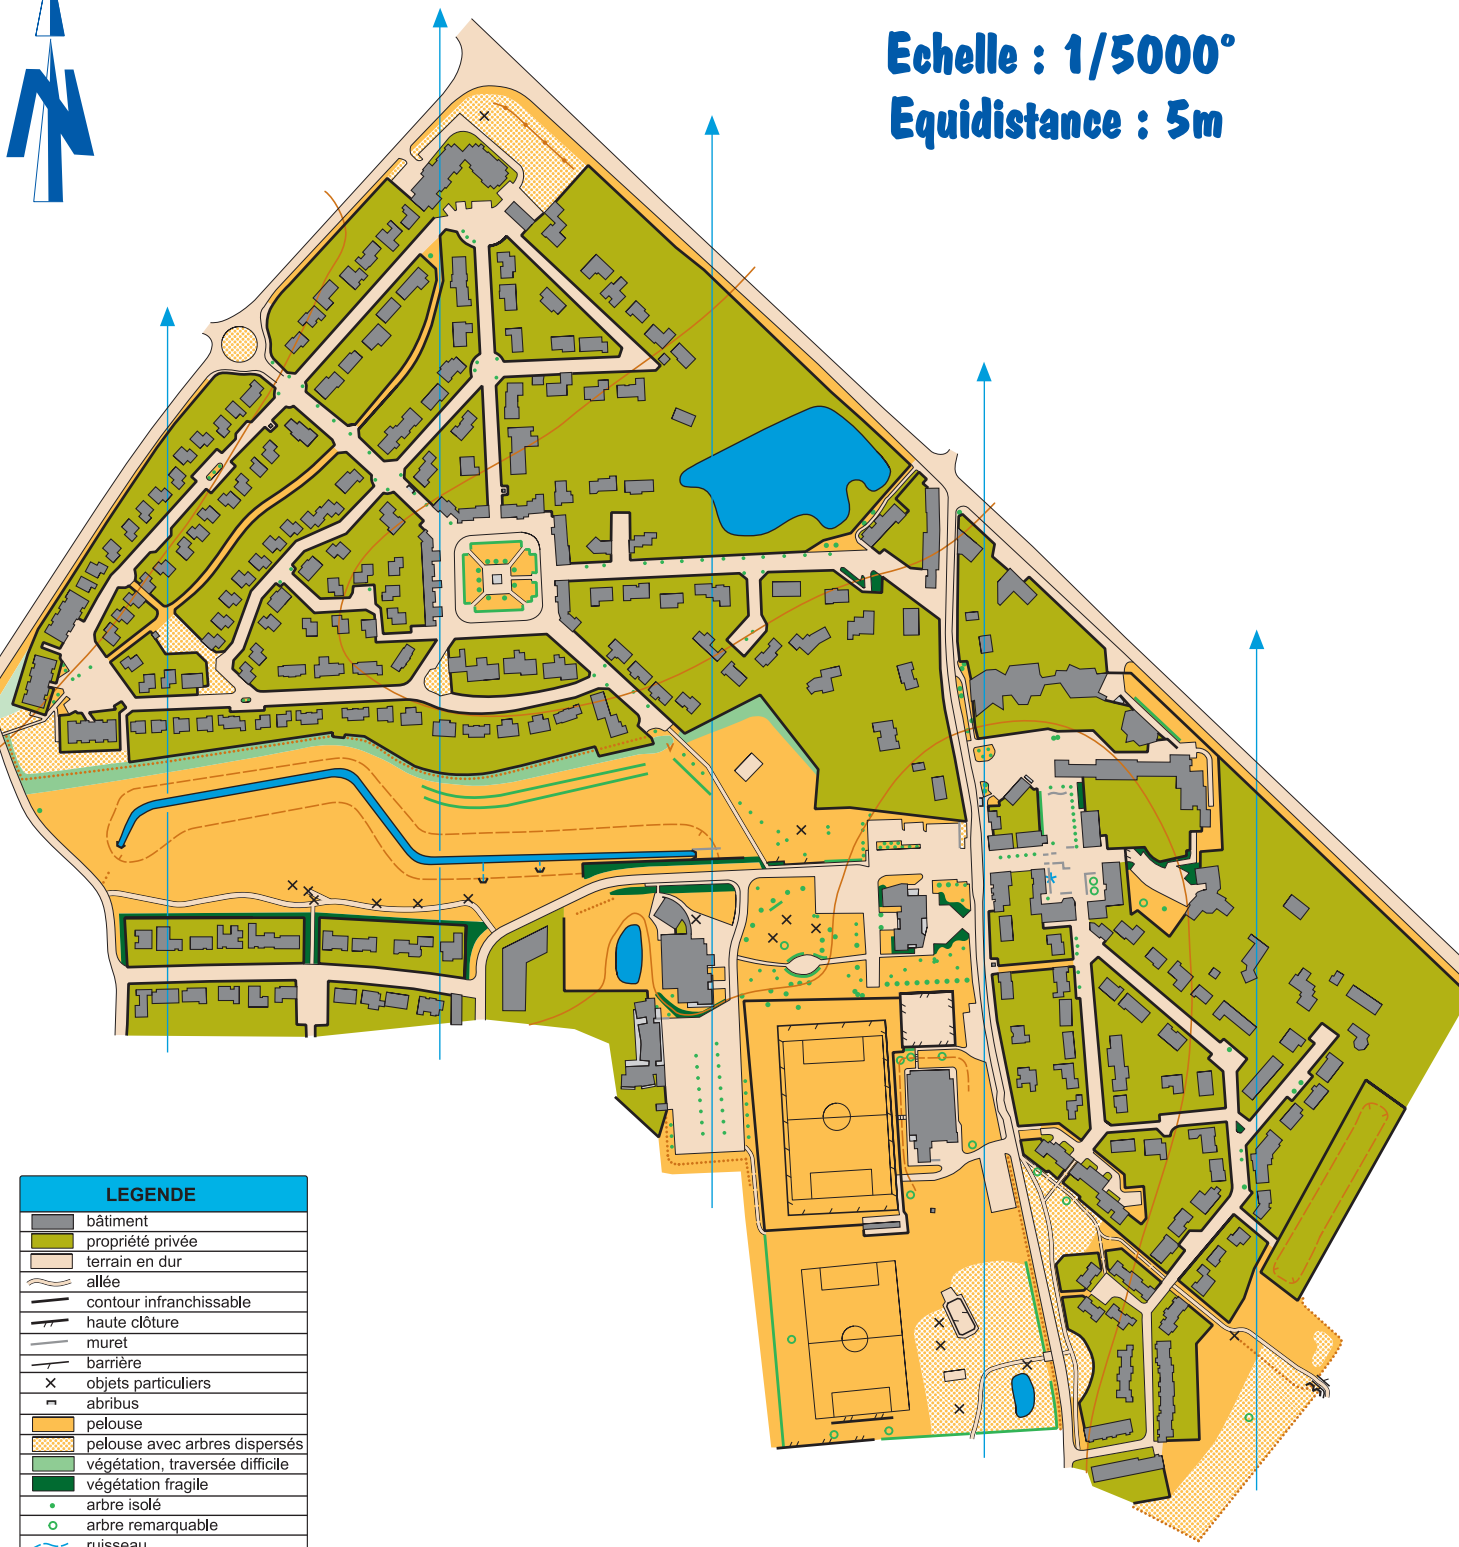 N
Echelle : 1/5000°
Equidistance : 5m
LEGENDE
bâtiment
propriété privée
terrain en dur
allée
contour infranchissable
haute clôture
muret
barrière
objets particuliers
abribus
pelouse
pelouse avec arbres dispersés
végétation, traversée difficile
végétation fragile
arbre isolé
arbre remarquable
ruisseau